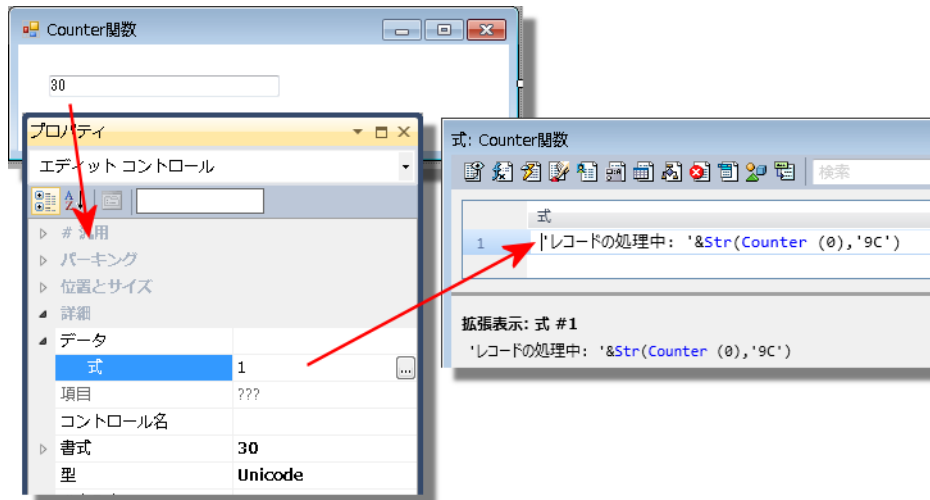 Counter関数
30
プロパティ
エディット コントロール
# 汎用
パーキング
位置とサイズ
詳細
データ
式 1 ...
項目 ???
コントロール名
書式 30
型 Unicode
式: Counter関数
検索
式
1 'レコードの処理中: '&Str(Counter (0),'9C')
拡張表示: 式 #1
'レコードの処理中: '&Str(Counter (0),'9C')